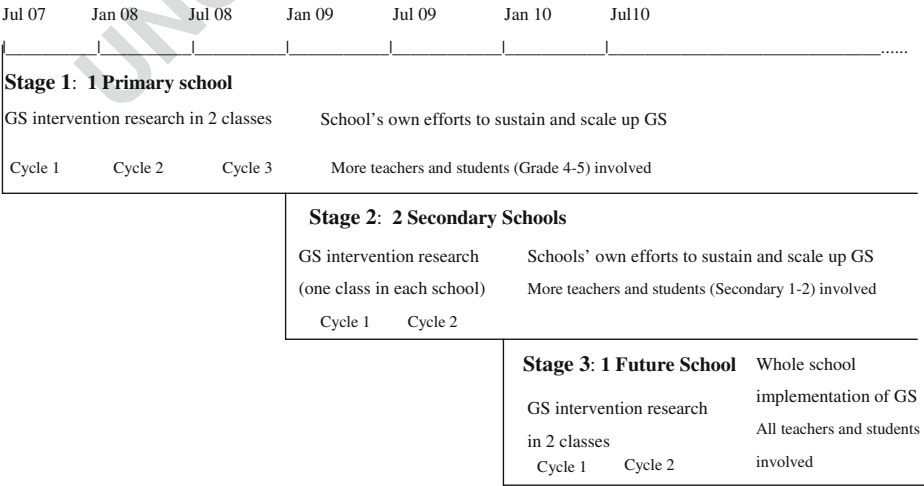 Jul 07 Jan 08 Jul 08 Jan 09 Jul 09 Jan 10 Jul10
......
Stage 1: 1 Primary school
GS intervention research in 2 classes School's own efforts to sustain and scale up GS
Cycle 1 Cycle 2 Cycle 3 More teachers and students (Grade 4-5) involved
Stage 2: 2 Secondary Schools
GS intervention research Schools' own efforts to sustain and scale up GS
(one class in each school) More teachers and students (Secondary 1-2) involved
Cycle 1 Cycle 2
Stage 3: 1 Future School
GS intervention research
in 2 classes
Cycle 1 Cycle 2
Whole school
implementation of GS
All teachers and students
involved